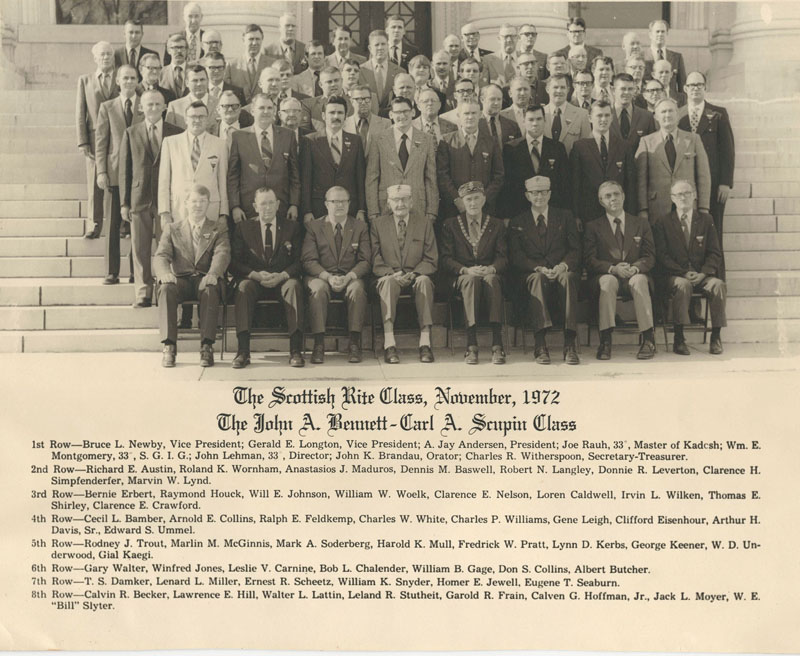 The Scottish Rite Class, November, 1972
The John A. Bennett-Carl A. Scupin Class
1st Row—Bruce L. Newby, Vice President; Gerald E. Longton, Vice President; A. Jay Andersen, President; Joe Rauh, 33°, Master of Kadosh; Wm. E.
Montgomery, 33°, S. G. I. G.; John Lehman, 33°, Director; John K. Brandau, Orator; Charles R. Witherspoon, Secretary-Treasurer.
2nd Row—Richard E. Austin, Roland K. Wornham, Anastasios J. Maduros, Dennis M. Baswell, Robert N. Langley, Donnie R. Leverton, Clarence H.
Simpfenderfer, Marvin W. Lynd.
3rd Row—Bernie Erbert, Raymond Houck, Will E. Johnson, William W. Woelk, Clarence E. Nelson, Loren Caldwell, Irvin L. Wilken, Thomas E.
Shirley, Clarence E. Crawford.
4th Row—Cecil L. Bamber, Arnold E. Collins, Ralph E. Feldkemp, Charles W. White, Charles P. Williams, Gene Leigh, Clifford Eisenhour, Arthur H.
Davis, Sr., Edward S. Ummel.
5th Row—Rodney J. Trout, Marlin M. McGinnis, Mark A. Soderberg, Harold K. Mull, Fredrick W. Pratt, Lynn D. Kerbs, George Keener, W. D. Un-
derwood, Gial Kaegi.
6th Row—Gary Walter, Winfred Jones, Leslie V. Carnine, Bob L. Chalender, William B. Gage, Don S. Collins, Albert Butcher.
7th Row—T. S. Damker, Lenard L. Miller, Ernest R. Scheetz, William K. Snyder, Homer E. Jewell, Eugene T. Seaburn.
8th Row—Calvin R. Becker, Lawrence E. Hill, Walter L. Lattin, Leland R. Stutheit, Garold R. Frain, Calven G. Hoffman, Jr., Jack L. Moyer, W. E.
"Bill" Slyter.